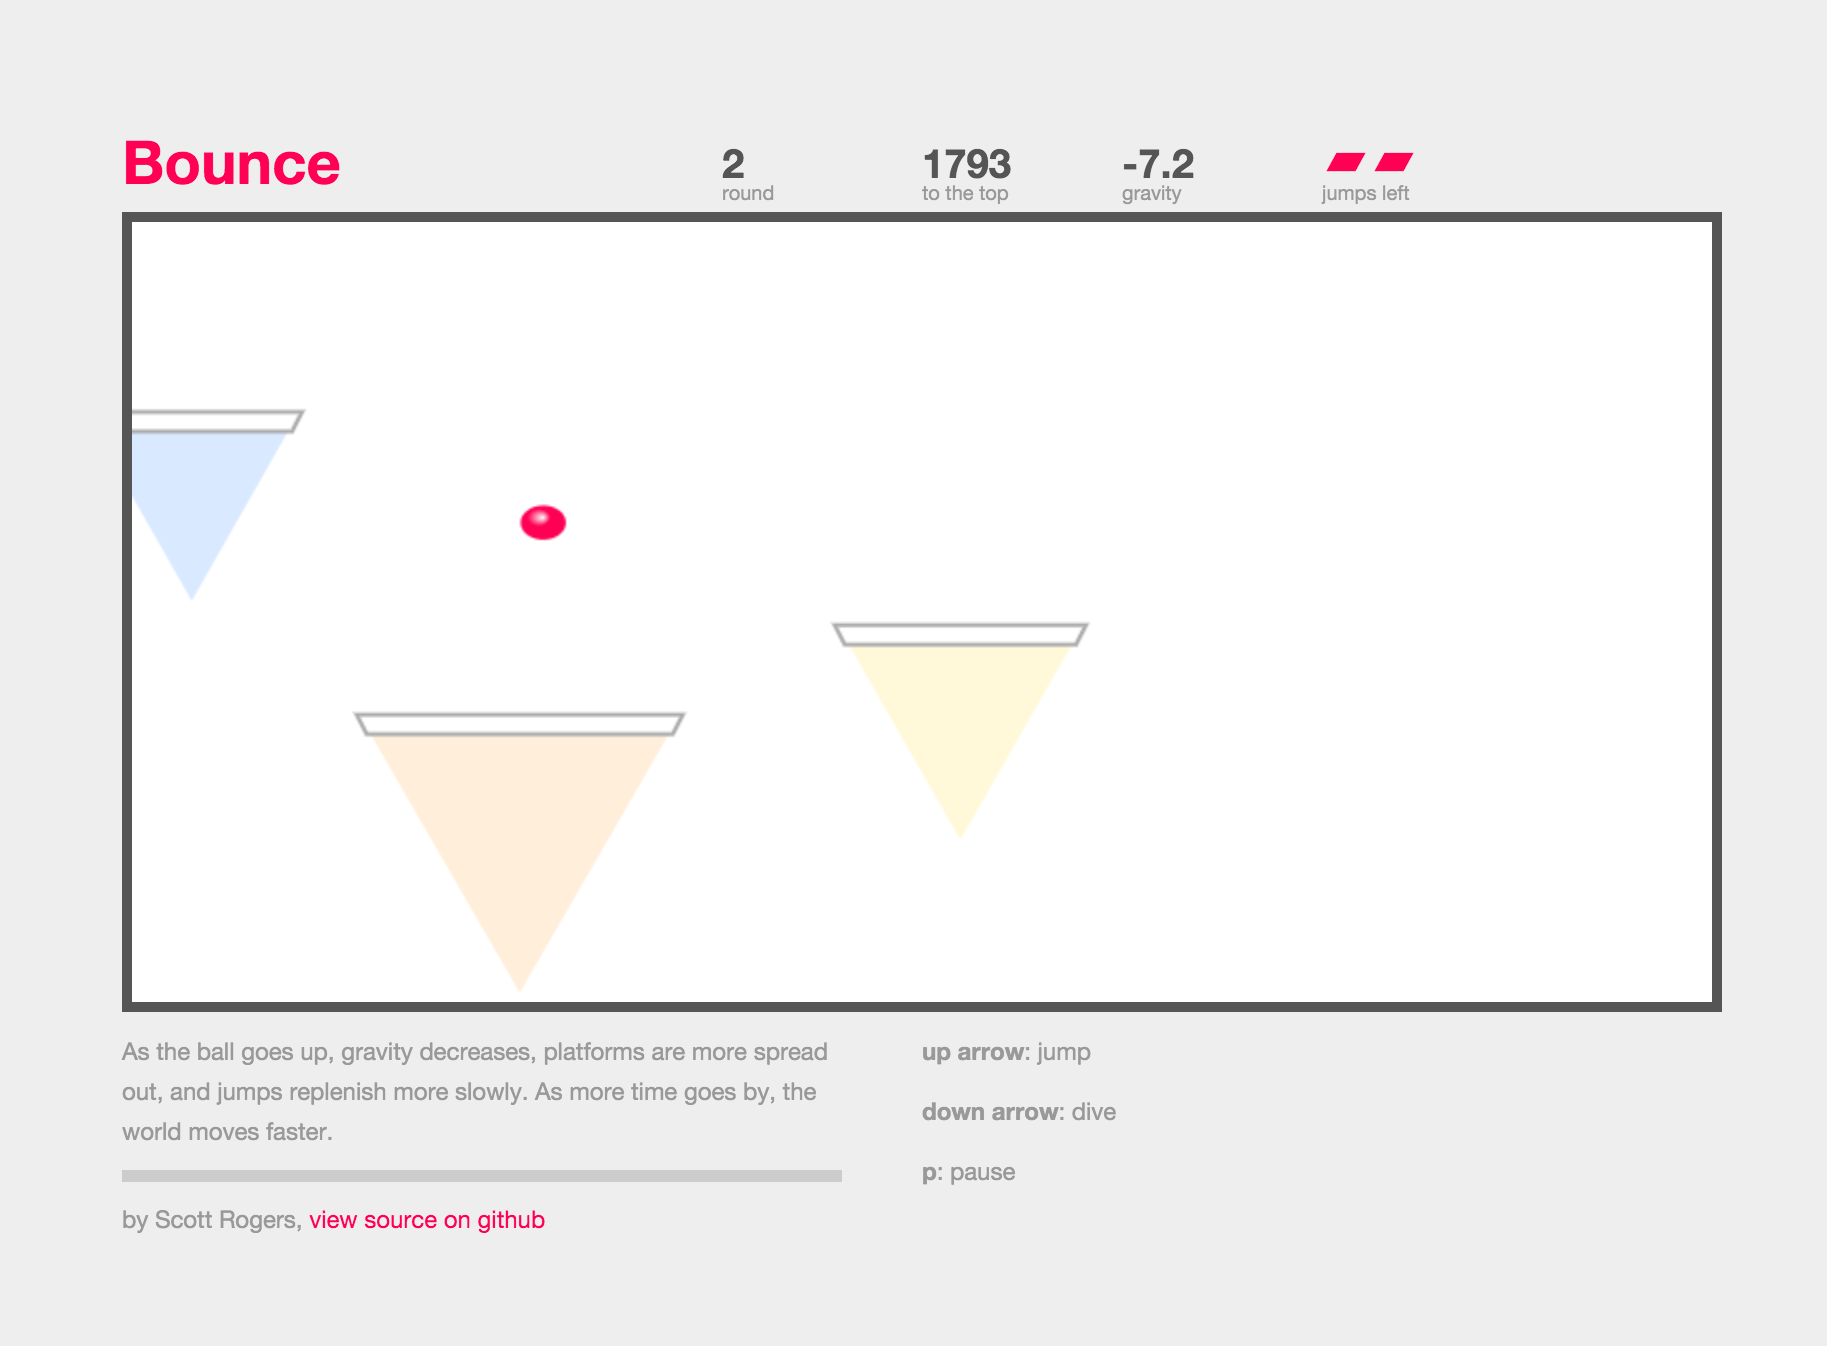 Bounce
2
round
1793
to the top
-7.2
gravity
jumps left
As the ball goes up, gravity decreases, platforms are more spread
out, and jumps replenish more slowly. As more time goes by, the
world moves faster.
by Scott Rogers, view source on github
up arrow: jump
down arrow: dive
p: pause